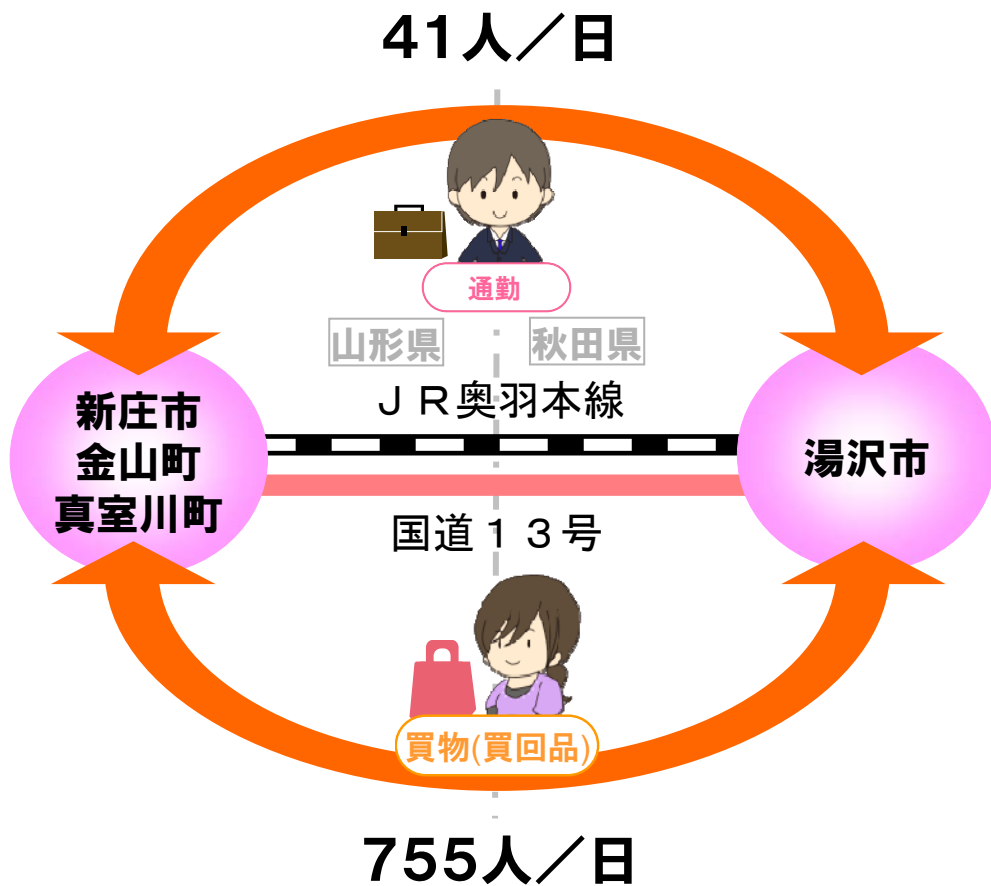 41人／日
通勤
山形県
秋田県
ＪＲ奥羽本線
新庄市
金山町
真室川町
湯沢市
国道１３号
買物(買回品)
755人／日